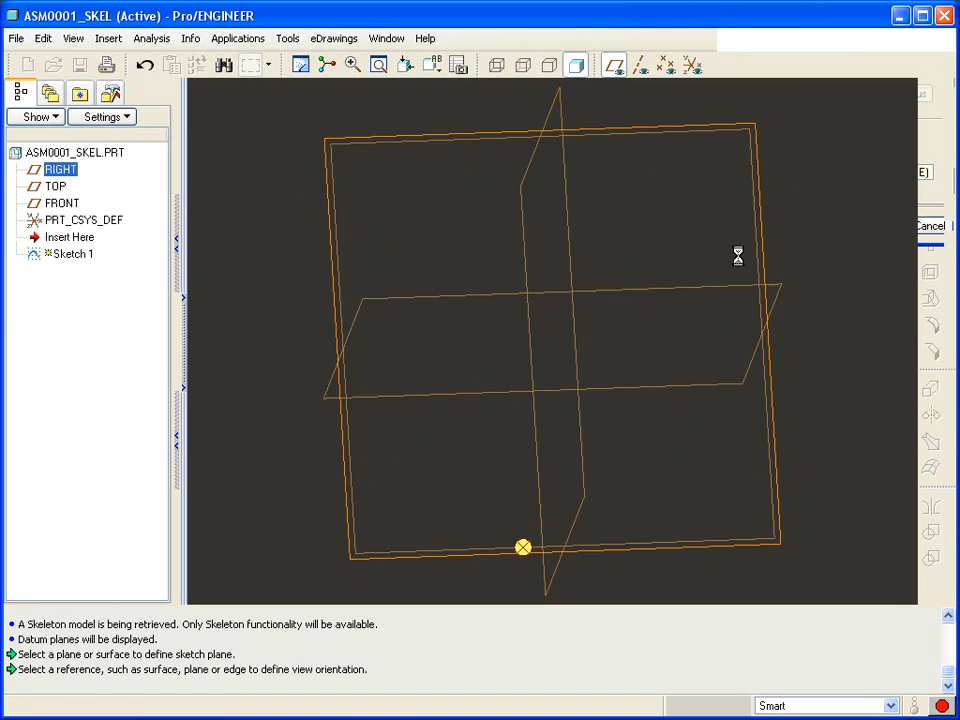 ASM0001_SKEL (Active) - Pro/ENGINEER
File Edit View Insert Analysis Info Applications Tools eDrawings Window Help
Show Settings
ASM0001_SKEL.PRT
RIGHT
TOP
FRONT
PRT_CSYS_DEF
Insert Here
Sketch 1
Cancel
A Skeleton model is being retrieved. Only Skeleton functionality will be available.
Datum planes will be displayed.
Select a plane or surface to define sketch plane.
Select a reference, such as surface, plane or edge to define view orientation.
Smart